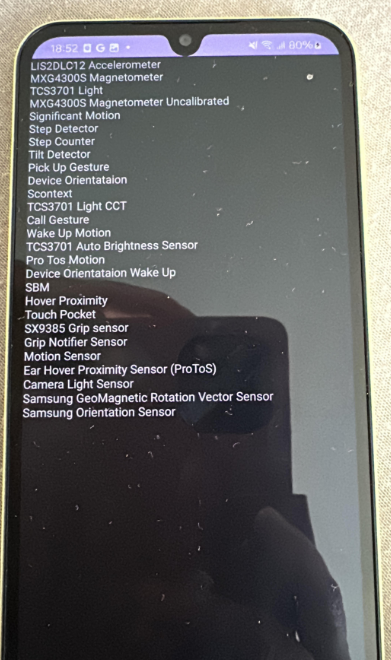 18:52 G 80%
LIS2DLC12 Accelerometer
MXG4300S Magnetometer
TCS3701 Light
MXG4300S Magnetometer Uncalibrated
Significant Motion
Step Detector
Step Counter
Tilt Detector
Pick Up Gesture
Device Orientataion
Scontext
TCS3701 Light CCT
Call Gesture
Wake Up Motion
TCS3701 Auto Brightness Sensor
Pro Tos Motion
Device Orientataion Wake Up
SBM
Hover Proximity
Touch Pocket
SX9385 Grip sensor
Grip Notifier Sensor
Motion Sensor
Ear Hover Proximity Sensor (ProToS)
Camera Light Sensor
Samsung GeoMagnetic Rotation Vector Sensor
Samsung Orientation Sensor